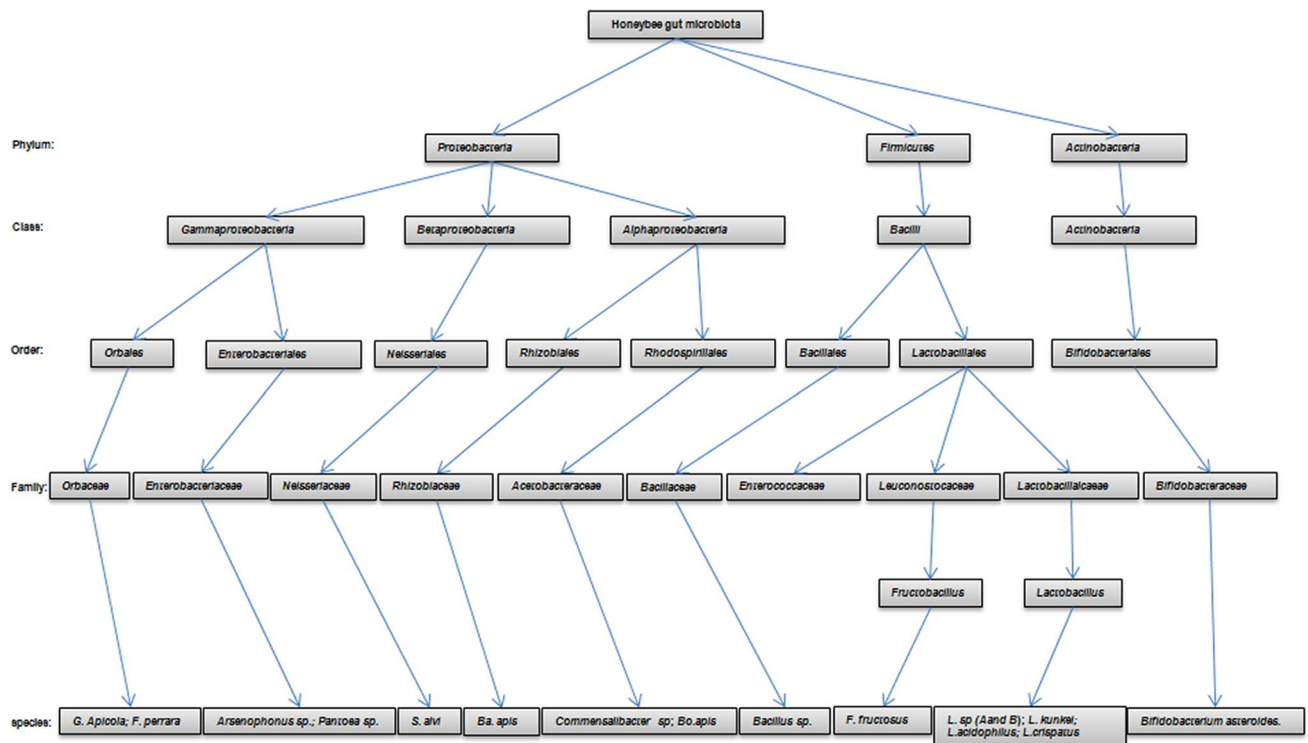 Honeybee gut microbiota
Phylum:
Proteobacteria
Firmicutes
Actinobacteria
Class:
Gammaproteobacteria
Betaproteobacteria
Alphaproteobacteria
Bacilli
Actinobacteria
Order:
Orbales
Enterobacteriales
Neisseriales
Rhizobiales
Rhodospirillales
Bacillales
Lactobacillales
Bifidobacteriales
Family:
Orbaceae
Enterobacteriaceae
Neisseriaceae
Rhizobiaceae
Acetobacteraceae
Bacillaceae
Enterococcaceae
Leuconostocaceae
Lactobacillalcaeae
Bifidobacteraceae
Fructobacillus
Lactobacillus
species:
G. Apicola; F. perrara
Arsenophonus sp.; Pantoea sp.
S. alvi
Ba. apis
Commensalibacter sp; Bo.apis
Bacillus sp.
F. fructosus
L. sp (Aand B); L. kunkei;
L.acidophilus; L.crispatus
Bifidobacterium asteroides.